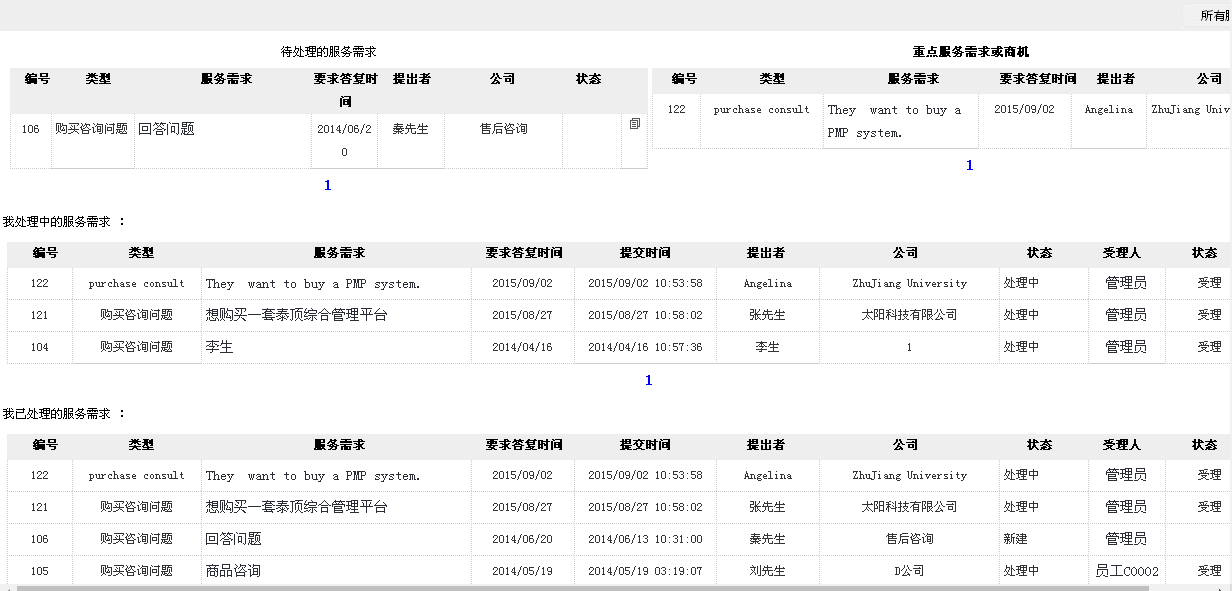 所有
待处理的服务需求
编号 类型 服务需求 要求答复时间 提出者 公司 状态
106 购买咨询问题 回答问题 2014/06/20 秦先生 售后咨询
1
重点服务需求或商机
编号 类型 服务需求 要求答复时间 提出者 公司
122 purchase consult They want to buy a PMP system. 2015/09/02 Angelina ZhuJiang Univ
1
我处理中的服务需求 :
编号 类型 服务需求 要求答复时间 提交时间 提出者 公司 状态 受理人 状态
122 purchase consult They want to buy a PMP system. 2015/09/02 2015/09/02 10:53:58 Angelina ZhuJiang University 处理中 管理员 受理
121 购买咨询问题 想购买一套泰顶综合管理平台 2015/08/27 2015/08/27 10:58:02 张先生 太阳科技有限公司 处理中 管理员 受理
104 购买咨询问题 李生 2014/04/16 2014/04/16 10:57:36 李生 1 处理中 管理员 受理
1
我已处理的服务需求 :
编号 类型 服务需求 要求答复时间 提交时间 提出者 公司 状态 受理人 状态
122 purchase consult They want to buy a PMP system. 2015/09/02 2015/09/02 10:53:58 Angelina ZhuJiang University 处理中 管理员 受理
121 购买咨询问题 想购买一套泰顶综合管理平台 2015/08/27 2015/08/27 10:58:02 张先生 太阳科技有限公司 处理中 管理员 受理
106 购买咨询问题 回答问题 2014/06/20 2014/06/13 10:31:00 秦先生 售后咨询 新建 管理员
105 购买咨询问题 商品咨询 2014/05/19 2014/05/19 03:19:07 刘先生 D公司 处理中 员工C0002 受理